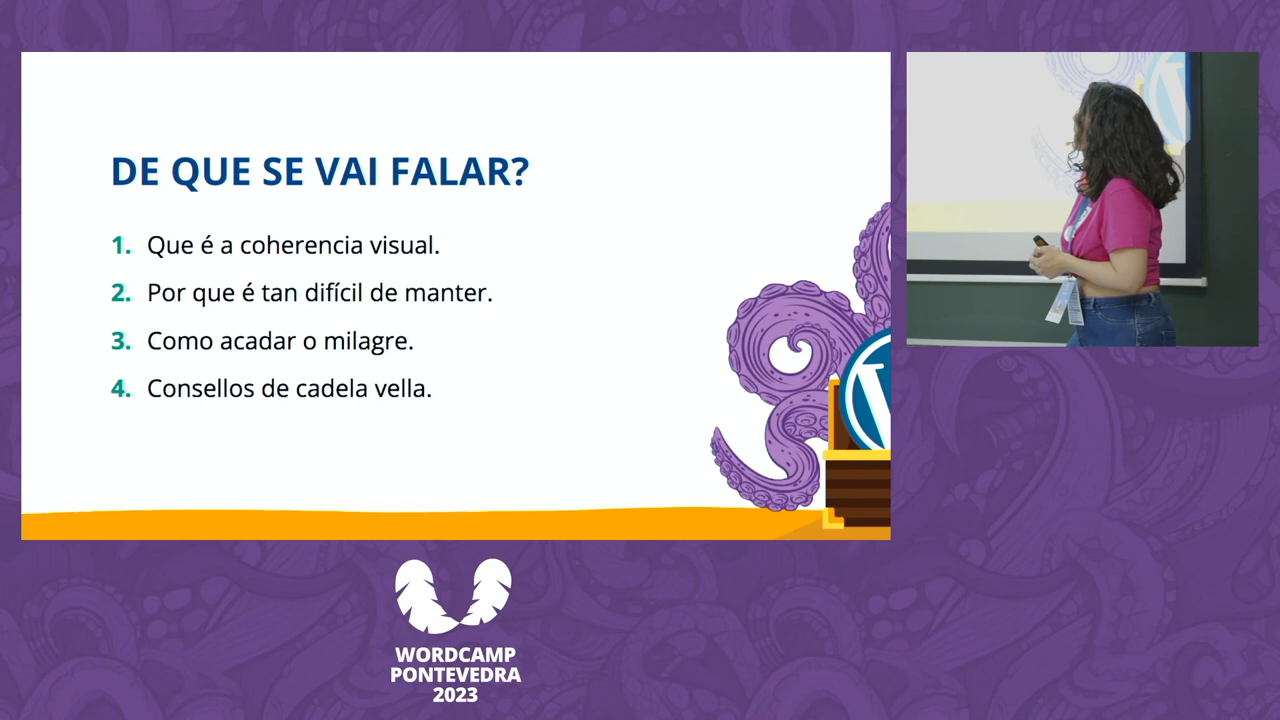 DE QUE SE VAI FALAR?
1. Que é a coherencia visual.
2. Por que é tan difícil de manter.
3. Como acadar o milagre.
4. Consellos de cadela vella.
WORDCAMP
PONTEVEDRA
2023